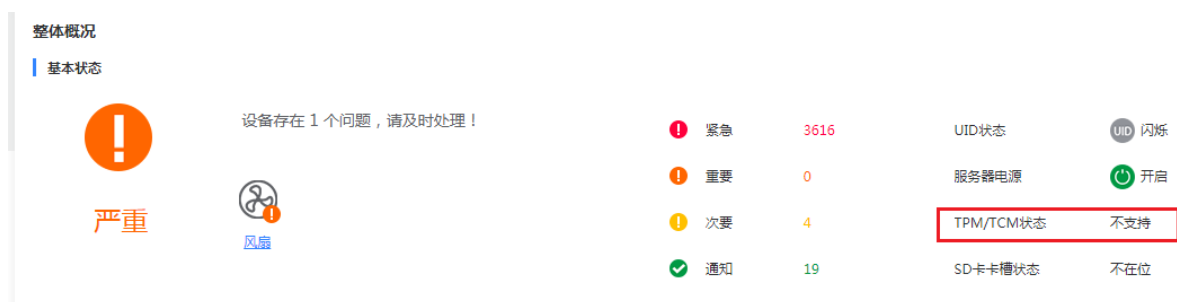 整体概况
基本状态
设备存在 1 个问题，请及时处理！
严重
风扇
紧急 3616 UID状态 UID 闪烁
重要 0 服务器电源 开启
次要 4 TPM/TCM状态 不支持
通知 19 SD卡卡槽状态 不在位